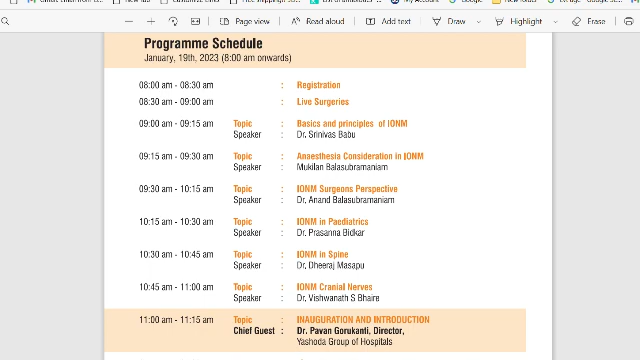 Page view
Read aloud
Add text
Draw
Highlight
Erase
Programme Schedule
January, 19th, 2023 (8:00 am onwards)
08:00 am - 08:30 am : Registration
08:30 am - 09:00 am : Live Surgeries
09:00 am - 09:15 am Topic : Basics and principles of IONM
Speaker : Dr. Srinivas Babu
09:15 am - 09:30 am Topic : Anaesthesia Consideration in IONM
Speaker : Mukilan Balasubramaniam
09:30 am - 10:15 am Topic : IONM Surgeons Perspective
Speaker : Dr, Anand Balasubramaniam
10:15 am - 10:30 am Topic : IONM in Paediatrics
Speaker : Dr. Prasanna Bidkar
10:30 am - 10:45 am Topic : IONM in Spine
Speaker : Dr, Dheeraj Masapu
10:45 am - 11:00 am Topic : IONM Cranial Nerves
Speaker : Dr, Vishwanath S Bhaire
11:00 am - 11:15 am Topic : INAUGURATION AND INTRODUCTION
Chief Guest : Dr. Pavan Gorukanti, Director,
Yashoda Group of Hospitals